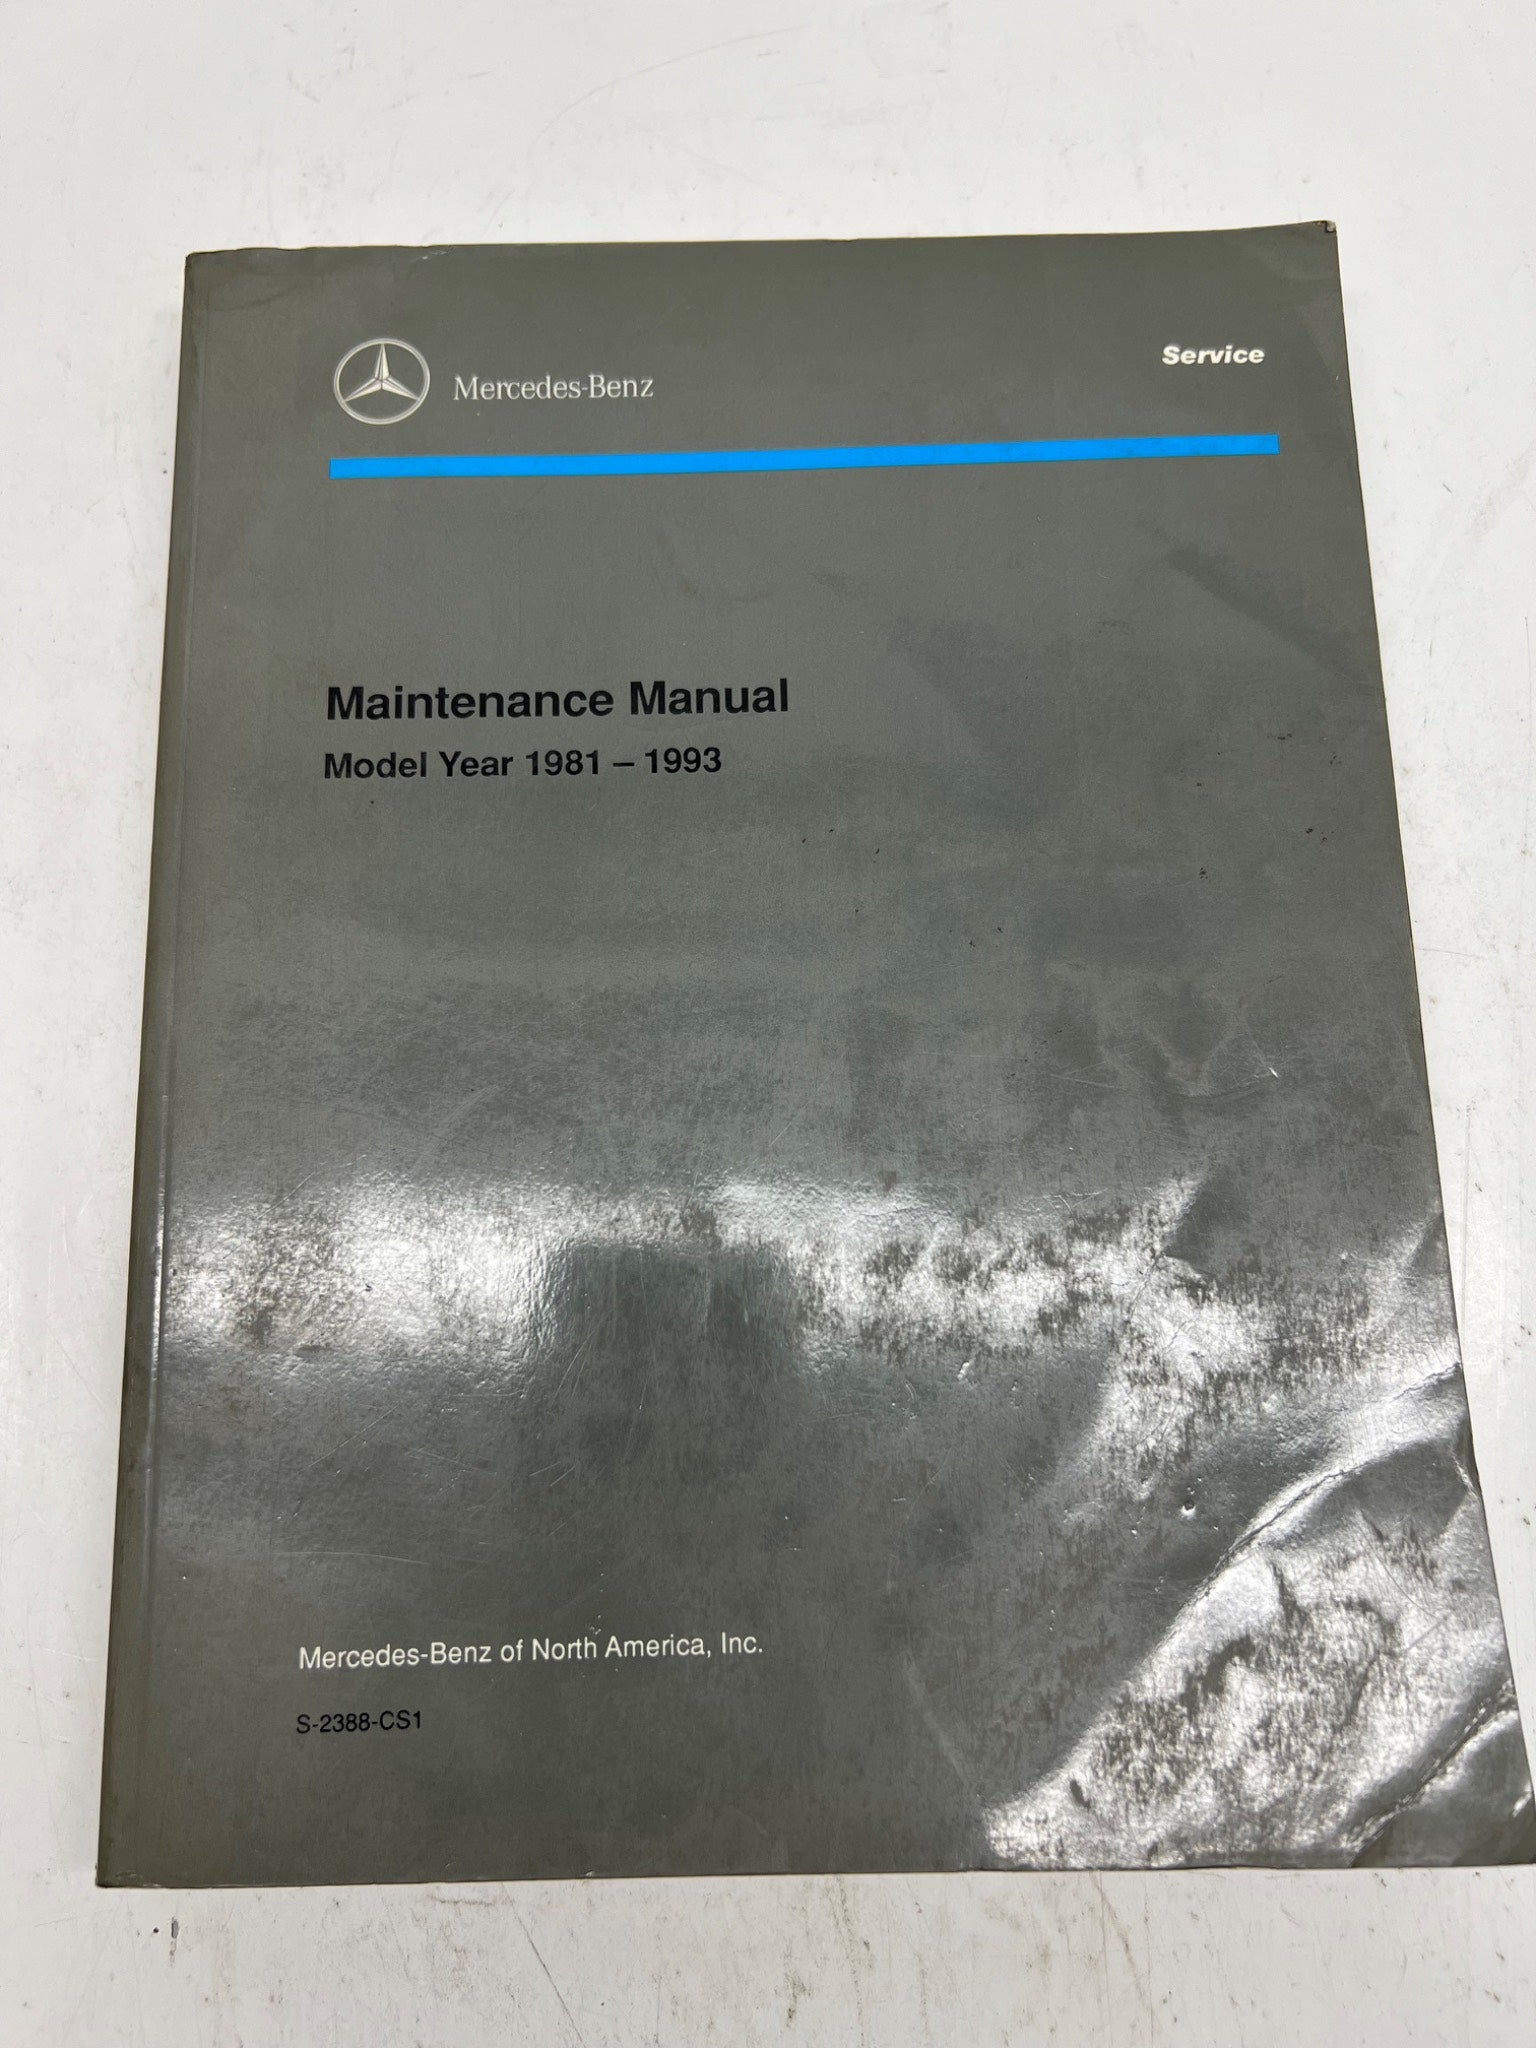 Mercedes-Benz
Service
Maintenance Manual
Model Year 1981 – 1993
Mercedes-Benz of North America, Inc.
S-2388-CS1